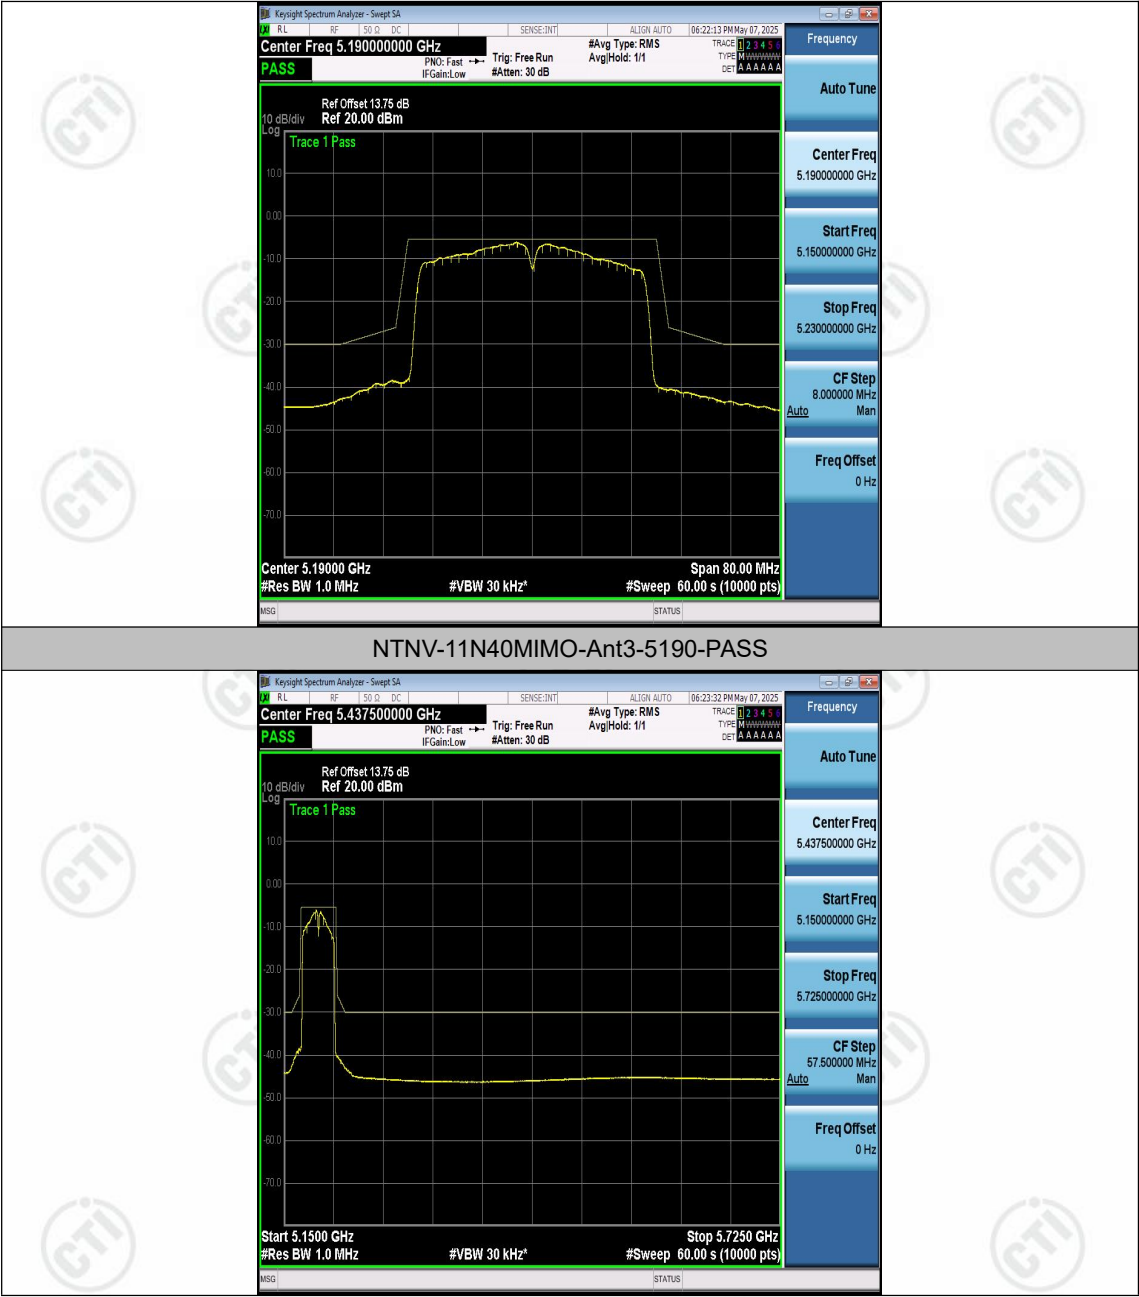 Keysight Spectrum Analyzer - Swept SA
RL RF 50 Ω DC SENSE:INT ALIGN AUTO 06:22:13 PM May 07, 2025
Center Freq 5.190000000 GHz
PASS
PNO: Fast
IFGain:Low
Trig: Free Run
#Atten: 30 dB
#Avg Type: RMS
Avg|Hold: 1/1
TRACE 1 2 3 4 5 6
TYPE M
DET A A A A A A
Frequency
Auto Tune
Center Freq
5.190000000 GHz
Start Freq
5.150000000 GHz
Stop Freq
5.230000000 GHz
CF Step
8.000000 MHz
Auto Man
Freq Offset
0 Hz
Ref Offset 13.75 dB
10 dB/div Ref 20.00 dBm
Log
Trace 1 Pass
10.0
0.00
-10.0
-20.0
-30.0
-40.0
-50.0
-60.0
-70.0
Center 5.19000 GHz Span 80.00 MHz
#Res BW 1.0 MHz #VBW 30 kHz* #Sweep 60.00 s (10000 pts)
MSG STATUS
NTNV-11N40MIMO-Ant3-5190-PASS
Keysight Spectrum Analyzer - Swept SA
RL RF 50 Ω DC SENSE:INT ALIGN AUTO 06:23:32 PM May 07, 2025
Center Freq 5.437500000 GHz
PASS
PNO: Fast
IFGain:Low
Trig: Free Run
#Atten: 30 dB
#Avg Type: RMS
Avg|Hold: 1/1
TRACE 1 2 3 4 5 6
TYPE M
DET A A A A A A
Frequency
Auto Tune
Center Freq
5.437500000 GHz
Start Freq
5.150000000 GHz
Stop Freq
5.725000000 GHz
CF Step
57.500000 MHz
Auto Man
Freq Offset
0 Hz
Ref Offset 13.75 dB
10 dB/div Ref 20.00 dBm
Log
Trace 1 Pass
10.0
0.00
-10.0
-20.0
-30.0
-40.0
-50.0
-60.0
-70.0
Start 5.1500 GHz Stop 5.7250 GHz
#Res BW 1.0 MHz #VBW 30 kHz* #Sweep 60.00 s (10000 pts)
MSG STATUS
CTI
CTI
CTI
CTI
CTI
CTI
CTI
CTI